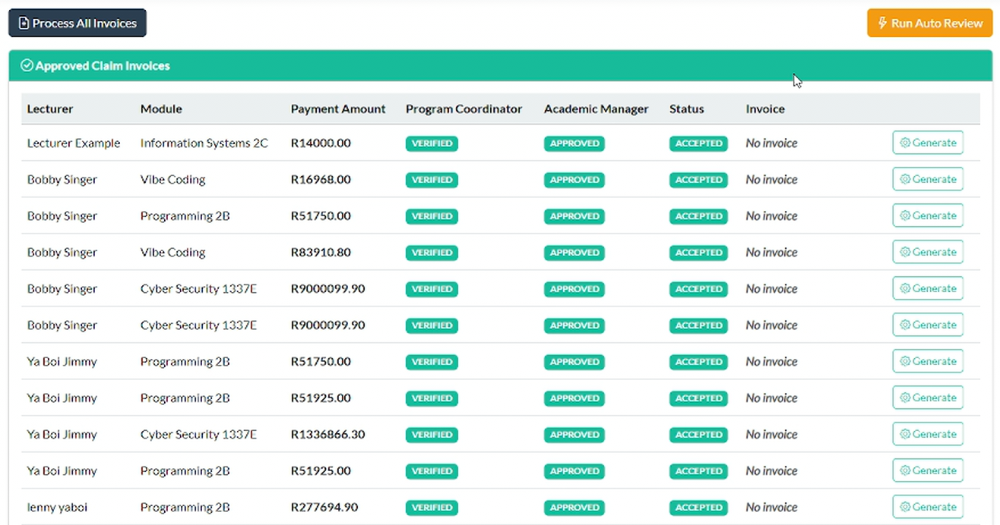 Process All Invoices Run Auto Review
Approved Claim Invoices
Lecturer Module Payment Amount Program Coordinator Academic Manager Status Invoice
Lecturer Example Information Systems 2C R14000.00 VERIFIED APPROVED ACCEPTED No invoice Generate
Bobby Singer Vibe Coding R16968.00 VERIFIED APPROVED ACCEPTED No invoice Generate
Bobby Singer Programming 2B R51750.00 VERIFIED APPROVED ACCEPTED No invoice Generate
Bobby Singer Vibe Coding R83910.80 VERIFIED APPROVED ACCEPTED No invoice Generate
Bobby Singer Cyber Security 1337E R9000099.90 VERIFIED APPROVED ACCEPTED No invoice Generate
Bobby Singer Cyber Security 1337E R9000099.90 VERIFIED APPROVED ACCEPTED No invoice Generate
Ya Boi Jimmy Programming 2B R51750.00 VERIFIED APPROVED ACCEPTED No invoice Generate
Ya Boi Jimmy Programming 2B R51925.00 VERIFIED APPROVED ACCEPTED No invoice Generate
Ya Boi Jimmy Cyber Security 1337E R1336866.30 VERIFIED APPROVED ACCEPTED No invoice Generate
Ya Boi Jimmy Programming 2B R51925.00 VERIFIED APPROVED ACCEPTED No invoice Generate
lenny yaboi Programming 2B R277694.90 VERIFIED APPROVED ACCEPTED No invoice Generate